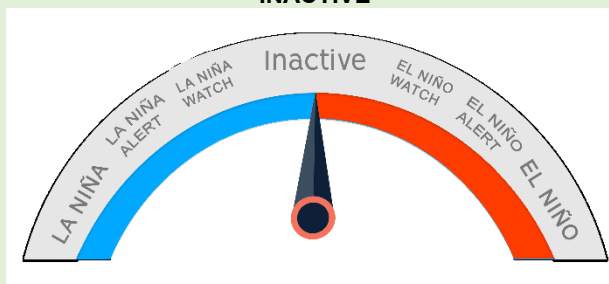 INACTIVE
Inactive
LA NIÑA
WATCH
LA NIÑA
ALERT
LA NIÑA
EL NIÑO
WATCH
EL NIÑO
ALERT
EL NIÑO